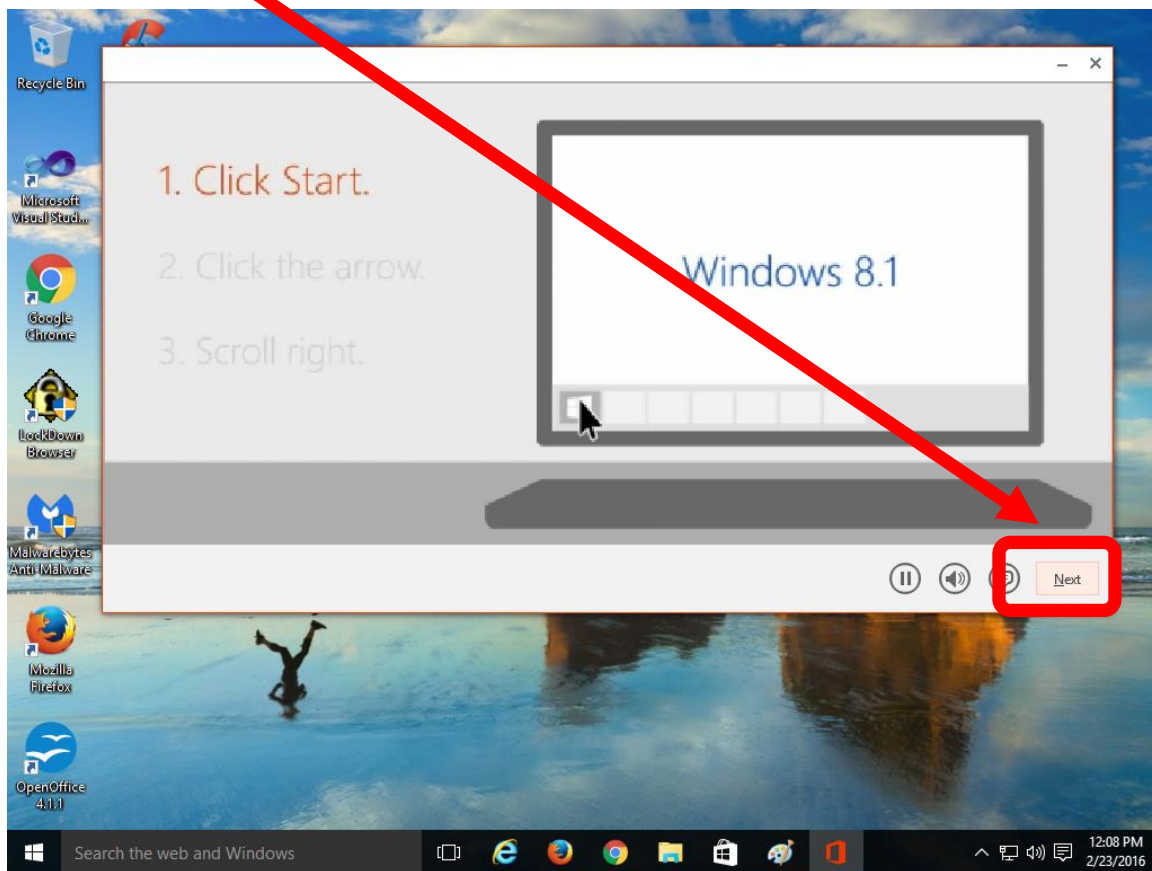 Recycle Bin
Microsoft
Visual Stud...
Google
Chrome
LockDown
Browser
Malwarebytes
Anti-Malware
Mozilla
Firefox
OpenOffice
4.1.1
1. Click Start.
2. Click the arrow.
3. Scroll right.
Windows 8.1
Next
Search the web and Windows
12:08 PM
2/23/2016